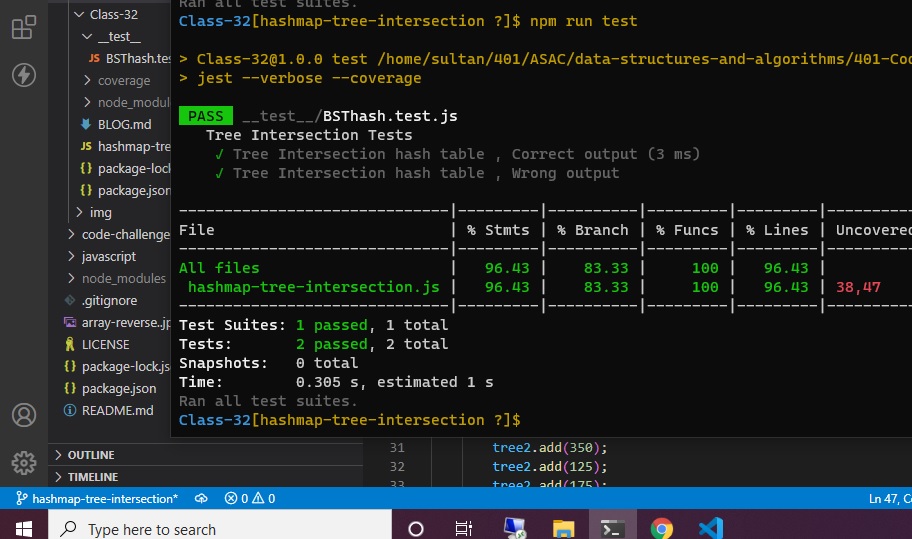 Class-32
__test__
JS BSThash.tes
coverage
node_modul
BLOG.md
JS hashmap-tre
{} package-lock
{} package.json
img
code-challenge
javascript
node_modules
.gitignore
array-reverse..jp
LICENSE
{} package-lock.js
{} package.json
README.md
OUTLINE
TIMELINE
Ran all test suites.
Class-32[hashmap-tree-intersection ?]$ npm run test
> Class-32@1.0.0 test /home/sultan/401/ASAC/data-structures-and-algorithms/401-Cod
> jest --verbose --coverage
PASS __test__/BSThash.test.js
Tree Intersection Tests
√ Tree Intersection hash table , Correct output (3 ms)
√ Tree Intersection hash table , Wrong output
File | % Stmts | % Branch | % Funcs | % Lines | Uncovered
All files | 96.43 | 83.33 | 100 | 96.43 |
hashmap-tree-intersection.js | 96.43 | 83.33 | 100 | 96.43 | 38,47
Test Suites: 1 passed, 1 total
Tests: 2 passed, 2 total
Snapshots: 0 total
Time: 0.305 s, estimated 1 s
Ran all test suites.
Class-32[hashmap-tree-intersection ?]$
31 tree2.add(350);
32 tree2.add(125);
33 tree2.add(175);
hashmap-tree-intersection* 0 0 Ln 47, C
Type here to search